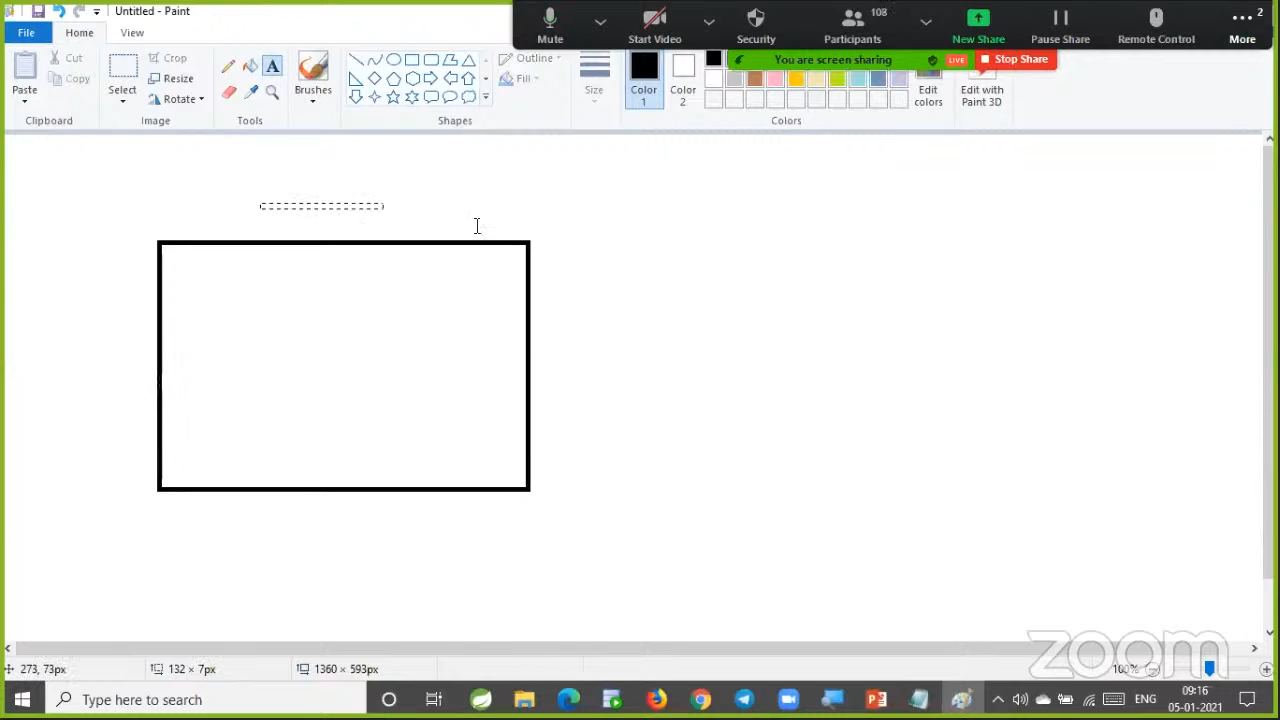 Untitled - Paint
File
Home
View
Paste
Cut
Copy
Clipboard
Select
Crop
Resize
Rotate
Image
A
Tools
Brushes
Outline
Fill
Shapes
Size
Color 1
Color 2
Edit colors
Edit with Paint 3D
Colors
Mute
Start Video
Security
108
Participants
New Share
Pause Share
Remote Control
2
More
You are screen sharing
LIVE
Stop Share
273, 73px
132 × 7px
1360 × 593px
100%
zoom
Type here to search
ENG
09:16
05-01-2021